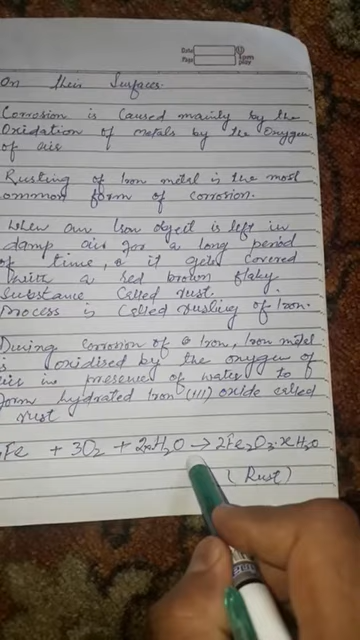 Date
Page
On their Surfaces.
Corrosion is Caused mainly by the
Oxidation of metals by the Oxygen
of air
Rusting of Iron metal is the most
common form of corrosion.
When an Iron object is left in
damp air for a long period
of time, it gets covered
with a red brown flaky
Substance Called rust.
Process is Called rusting of Iron.
During corrosion of Iron, Iron metal
is oxidised by the oxygen of
air in presence of water to
form hydrated Iron (III) oxide called
rust
Fe + 3O2 + 2xH2O → 2Fe2O3·xH2O
(Rust)